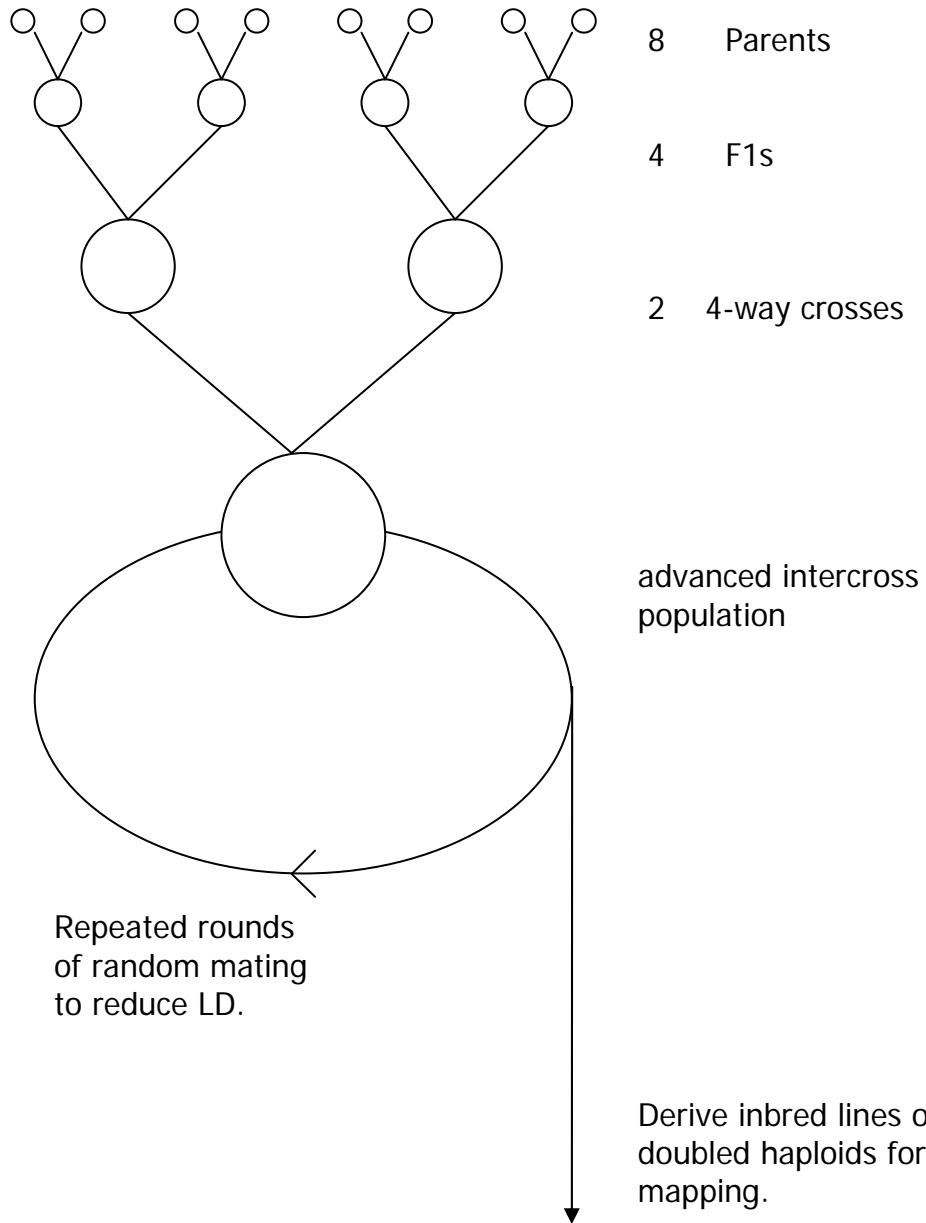 8 Parents
4 F1s
2 4-way crosses
advanced intercross
population
Repeated rounds
of random mating
to reduce LD.
Derive inbred lines o
doubled haploids for
mapping.